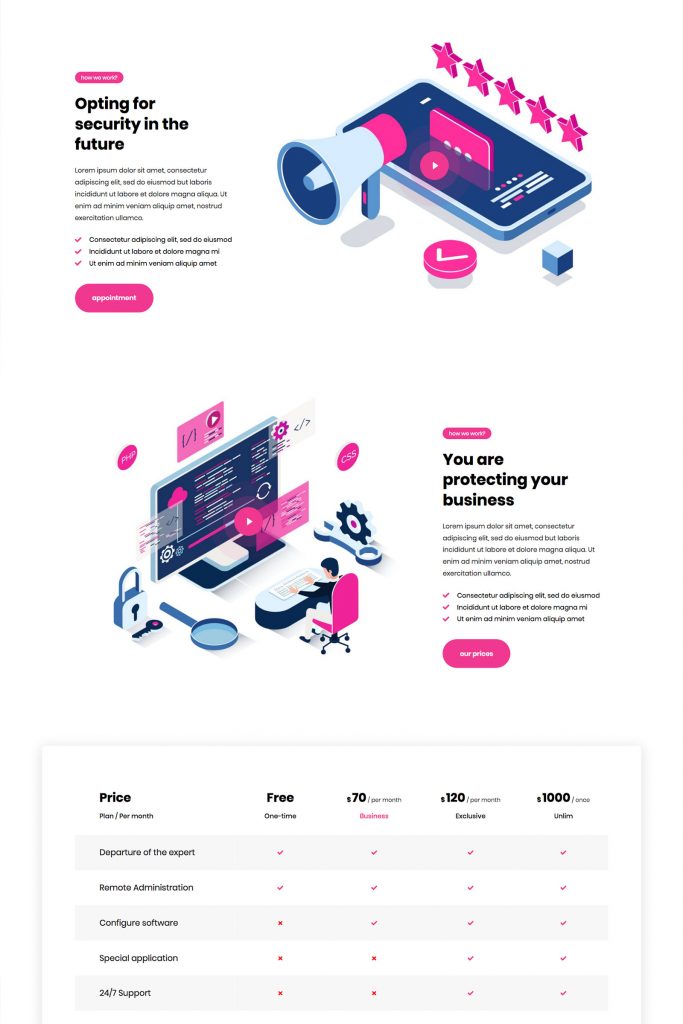 how we work?
Opting for
security in the
future
Lorem ipsum dolor sit amet, consectetur
adipiscing elit, sed do eiusmod but laboris
incididunt ut labore et dolore magna aliqua. Ut
enim ad minim veniam aliquip amet, nostrud
exercitation ullamco.
Consectetur adipiscing elit, sed do eiusmod
Incididunt ut labore et dolore magna mi
Ut enim ad minim veniam aliquip amet
appointment
PHP
</>
CSS
how we work?
You are
protecting your
business
Lorem ipsum dolor sit amet, consectetur
adipiscing elit, sed do eiusmod but laboris
incididunt ut labore et dolore magna aliqua. Ut
enim ad minim veniam aliquip amet, nostrud
exercitation ullamco.
Consectetur adipiscing elit, sed do eiusmod
Incididunt ut labore et dolore magna mi
Ut enim ad minim veniam aliquip amet
our prices
Price Free $70 / per month $120 / per month $1000 / once
Plan / Per month One-time Business Exclusive Unlim
Departure of the expert
Remote Administration
Configure software
Special application
24/7 Support